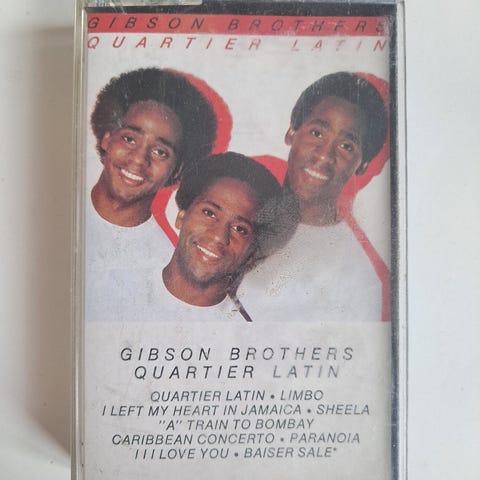 GIBSON BROTHERS
QUARTIER LATIN
GIBSON BROTHERS
QUARTIER LATIN
QUARTIER LATIN • LIMBO
I LEFT MY HEART IN JAMAICA • SHEELA
"A" TRAIN TO BOMBAY
CARIBBEAN CONCERTO • PARANOIA
I I I LOVE YOU • BAISER SALE*